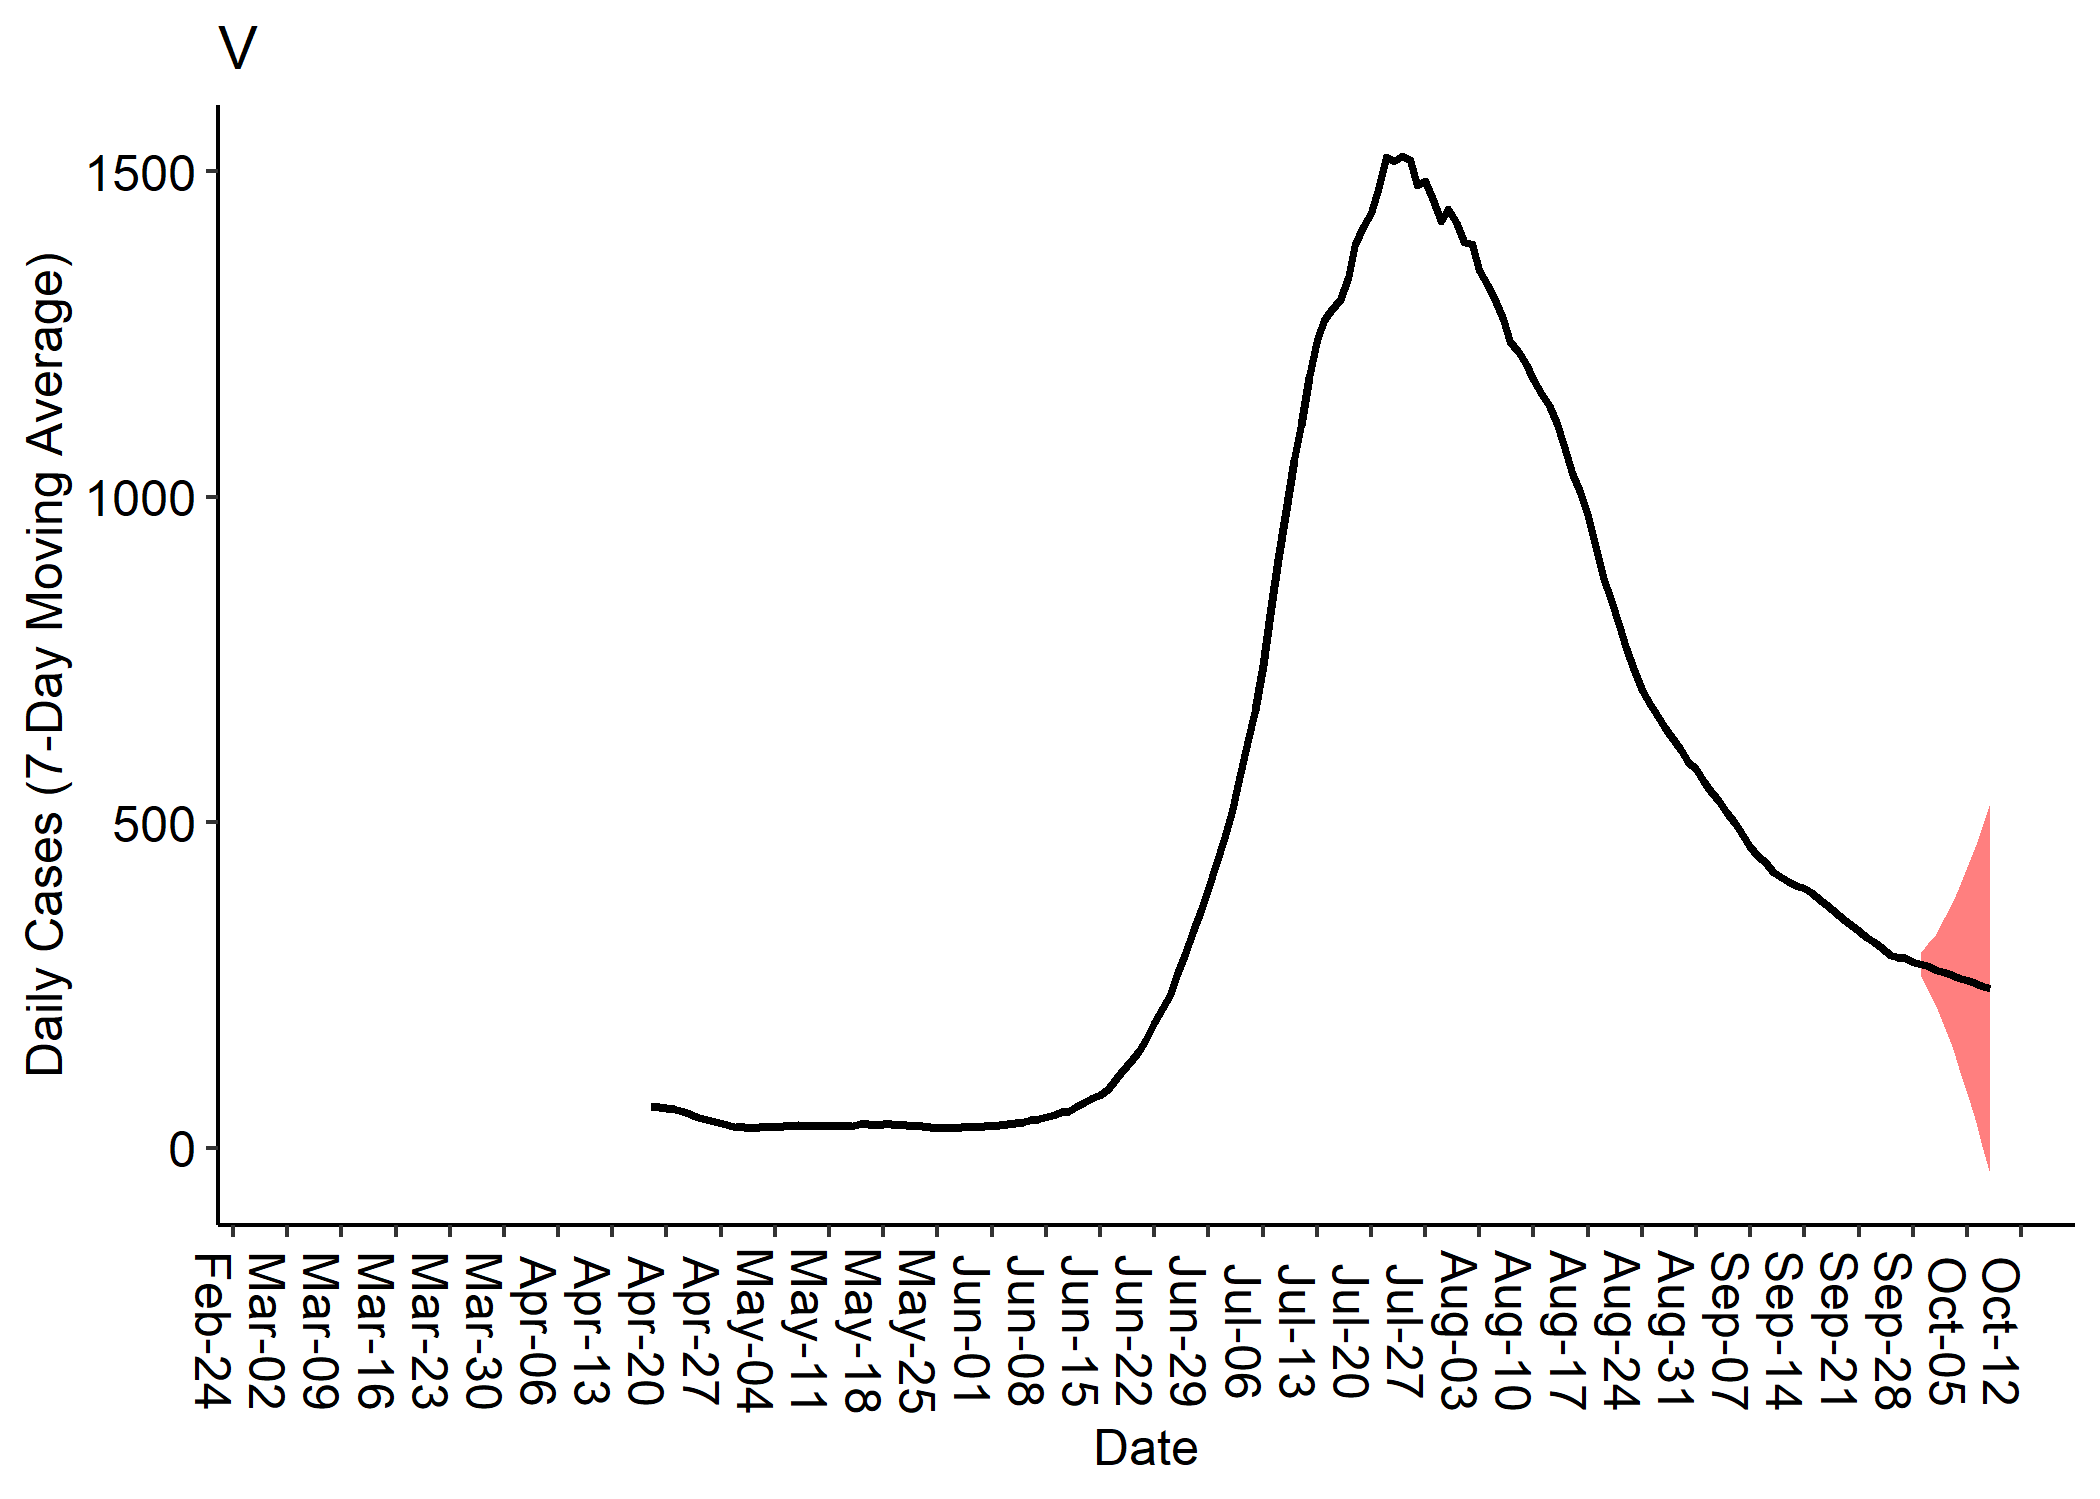 V
Daily Cases (7-Day Moving Average)
1500
1000
500
0
Feb-24
Mar-02
Mar-09
Mar-16
Mar-23
Mar-30
Apr-06
Apr-13
Apr-20
Apr-27
May-04
May-11
May-18
May-25
Jun-01
Jun-08
Jun-15
Jun-22
Jun-29
Jul-06
Jul-13
Jul-20
Jul-27
Aug-03
Aug-10
Aug-17
Aug-24
Aug-31
Sep-07
Sep-14
Sep-21
Sep-28
Oct-05
Oct-12
Date